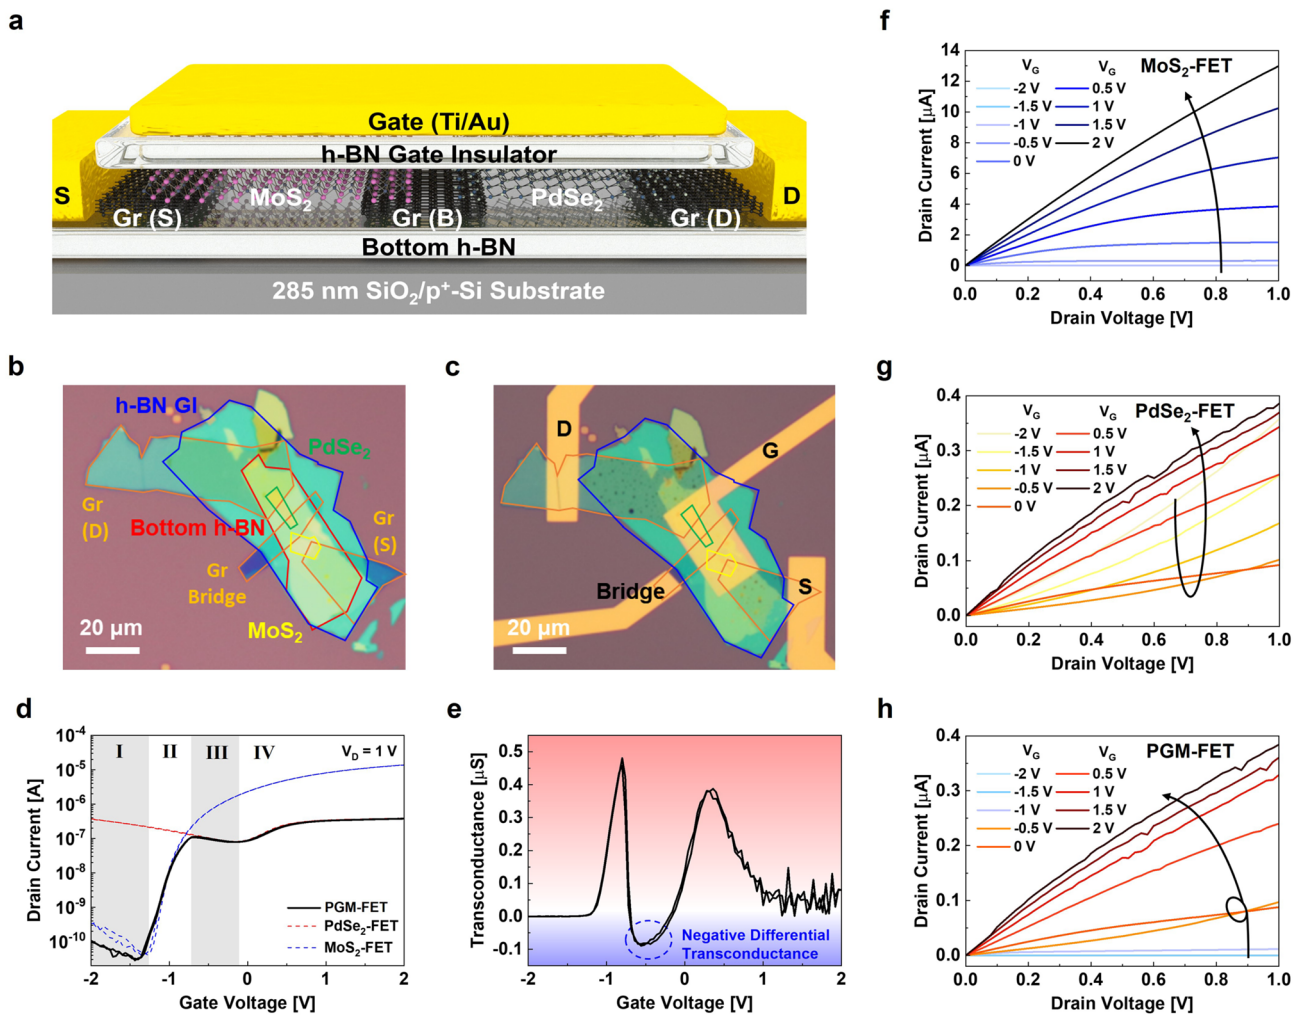 a
Gate (Ti/Au)
h-BN Gate Insulator
S
MoS₂
PdSe₂
D
Gr (S)
Gr (B)
Gr (D)
Bottom h-BN
285 nm SiO₂/p⁺-Si Substrate
b
h-BN GI
PdSe₂
Gr
(D)
Bottom h-BN
Gr
(S)
Gr
Bridge
MoS₂
20 μm
c
D
G
Bridge
S
20 μm
d
Drain Current [A]
10⁻⁴
10⁻⁵
10⁻⁶
10⁻⁷
10⁻⁸
10⁻⁹
10⁻¹⁰
I II III IV
V_D = 1 V
PGM-FET
PdSe₂-FET
MoS₂-FET
-2 -1 0 1 2
Gate Voltage [V]
e
Transconductance [μS]
0.5
0.4
0.3
0.2
0.1
0.0
-0.1
Negative Differential
Transconductance
-2 -1 0 1 2
Gate Voltage [V]
f
Drain Current [μA]
14
12
10
8
6
4
2
0
V_G V_G
MoS₂-FET
-2 V 0.5 V
-1.5 V 1 V
-1 V 1.5 V
-0.5 V 2 V
0 V
0.0 0.2 0.4 0.6 0.8 1.0
Drain Voltage [V]
g
Drain Current [μA]
0.4
0.3
0.2
0.1
0.0
V_G V_G
PdSe₂-FET
-2 V 0.5 V
-1.5 V 1 V
-1 V 1.5 V
-0.5 V 2 V
0 V
0.0 0.2 0.4 0.6 0.8 1.0
Drain Voltage [V]
h
Drain Current [μA]
0.4
0.3
0.2
0.1
0.0
V_G V_G
PGM-FET
-2 V 0.5 V
-1.5 V 1 V
-1 V 1.5 V
-0.5 V 2 V
0 V
0.0 0.2 0.4 0.6 0.8 1.0
Drain Voltage [V]